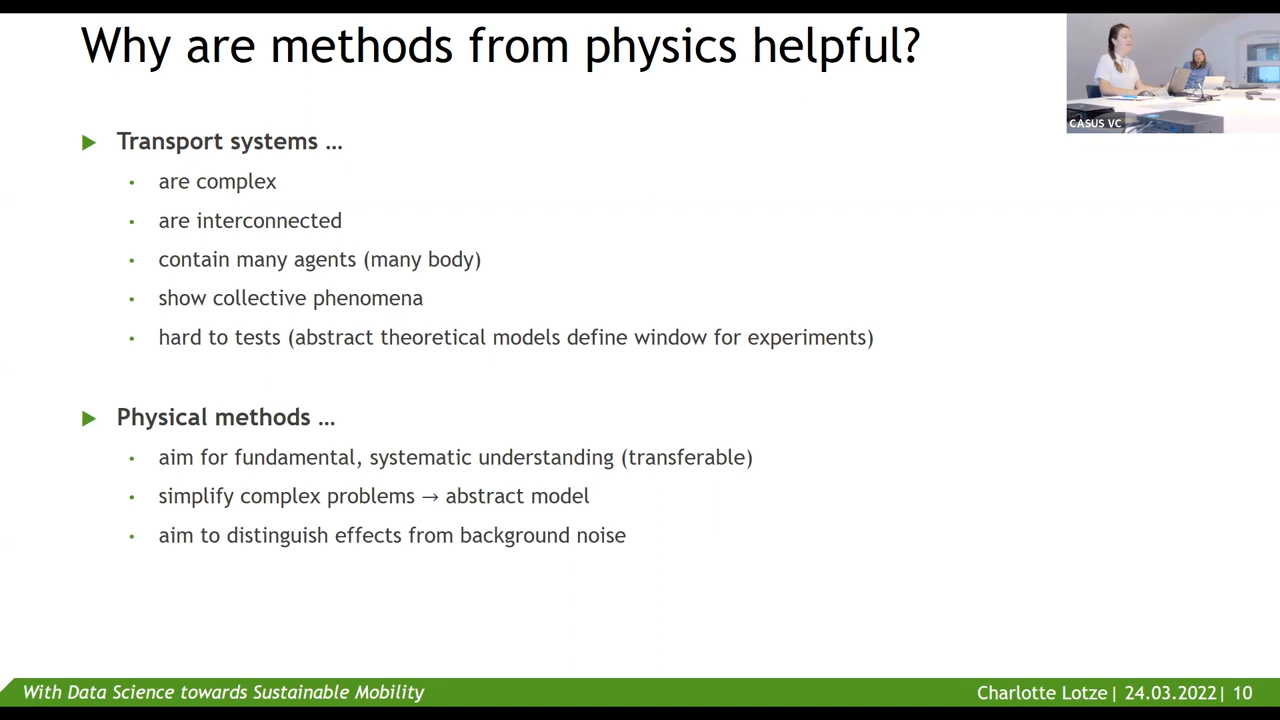 Why are methods from physics helpful?
CASUS VC
▶ Transport systems ...
• are complex
• are interconnected
• contain many agents (many body)
• show collective phenomena
• hard to tests (abstract theoretical models define window for experiments)
▶ Physical methods ...
• aim for fundamental, systematic understanding (transferable)
• simplify complex problems → abstract model
• aim to distinguish effects from background noise
With Data Science towards Sustainable Mobility
Charlotte Lotze| 24.03.2022| 10